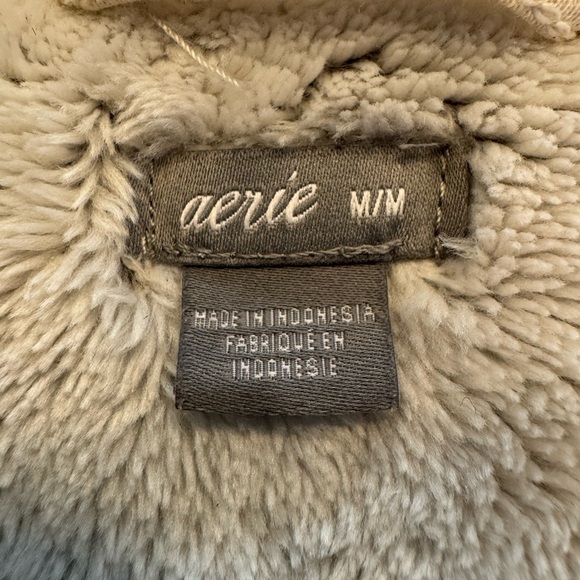 aerie M/M
MADE IN INDONESIA
FABRIQUÉ EN
INDONÉSIE